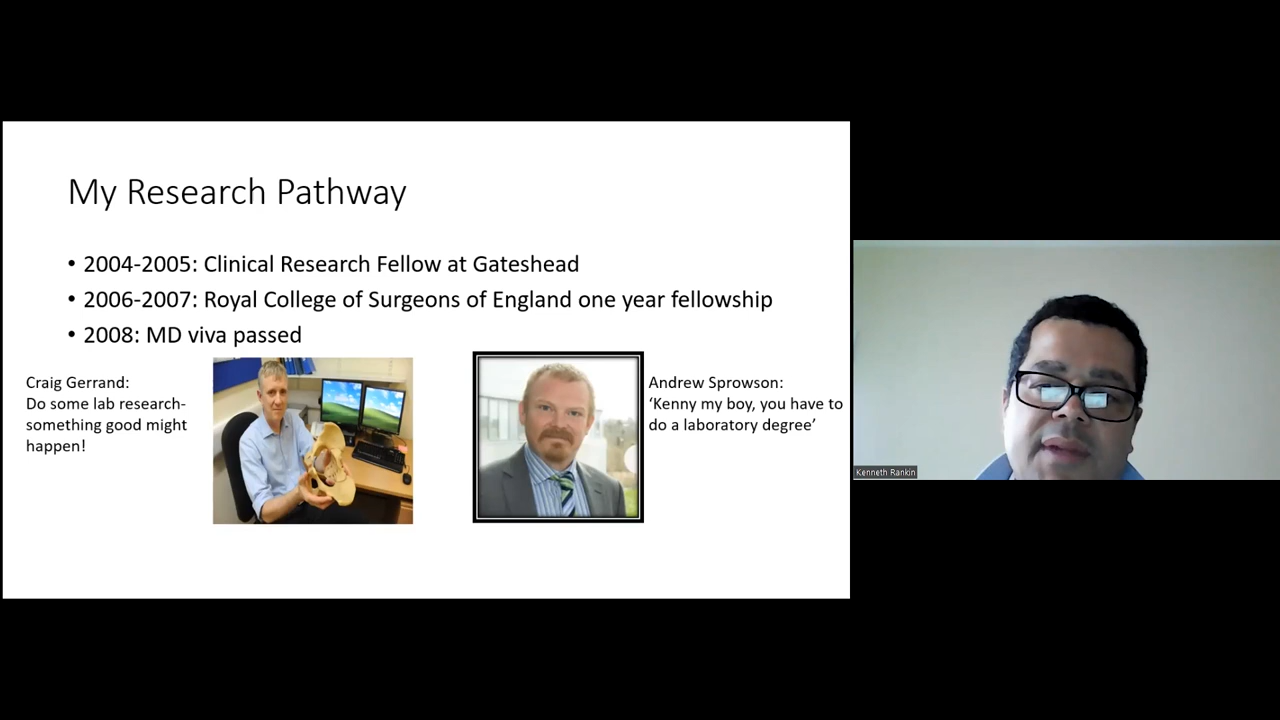 My Research Pathway
• 2004-2005: Clinical Research Fellow at Gateshead
• 2006-2007: Royal College of Surgeons of England one year fellowship
• 2008: MD viva passed
Craig Gerrand:
Do some lab research-
something good might
happen!
Andrew Sprowson:
‘Kenny my boy, you have to
do a laboratory degree’
Kenneth Rankin